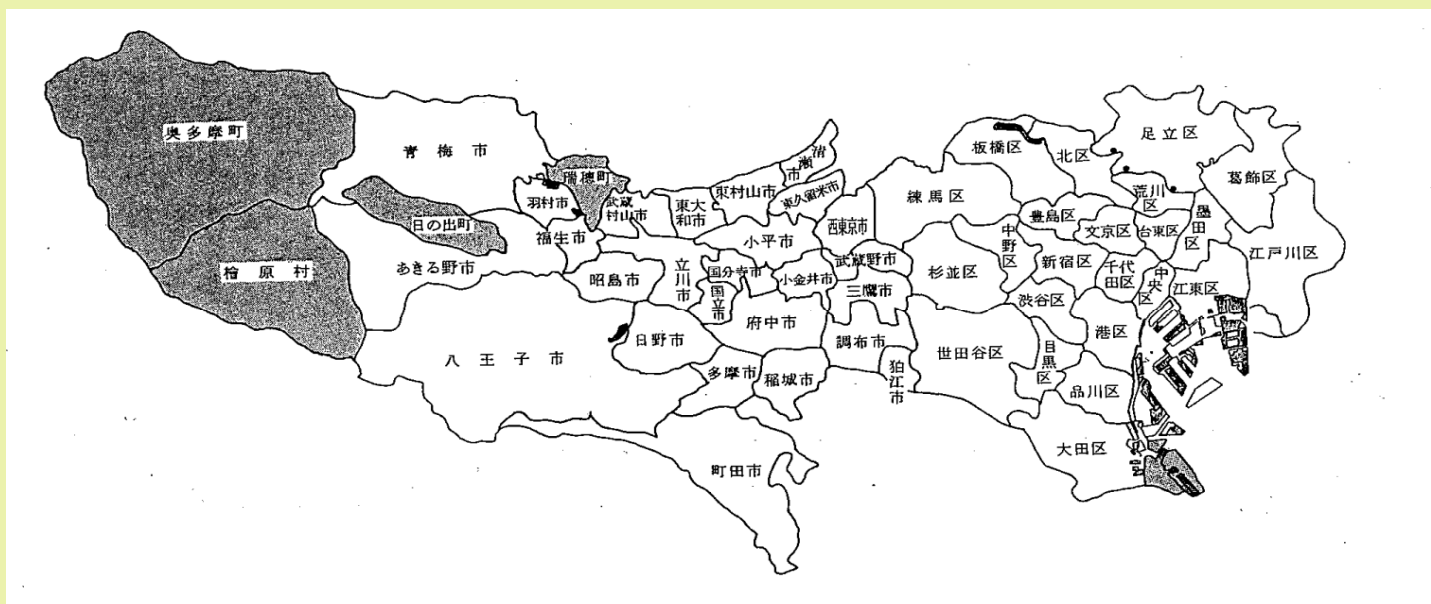 奥多摩町
檜原村
青梅市
日の出町
あきる野市
八王子市
瑞穂町
羽村市
福生市
武蔵
村山市
昭島市
立川市
東大
和市
東村山市
清瀬市
東久留米市
小平市
国分寺市
国立市
小金井市
西東京市
武蔵野市
三鷹市
府中市
調布市
狛江市
日野市
多摩市
稲城市
町田市
練馬区
板橋区
北区
足立区
葛飾区
荒川
区
豊島区
文京区
台東区
墨田区
江戸川区
中野区
杉並区
新宿区
千代
田区
中央区
江東区
渋谷区
港区
世田谷区
目黒区
品川区
大田区